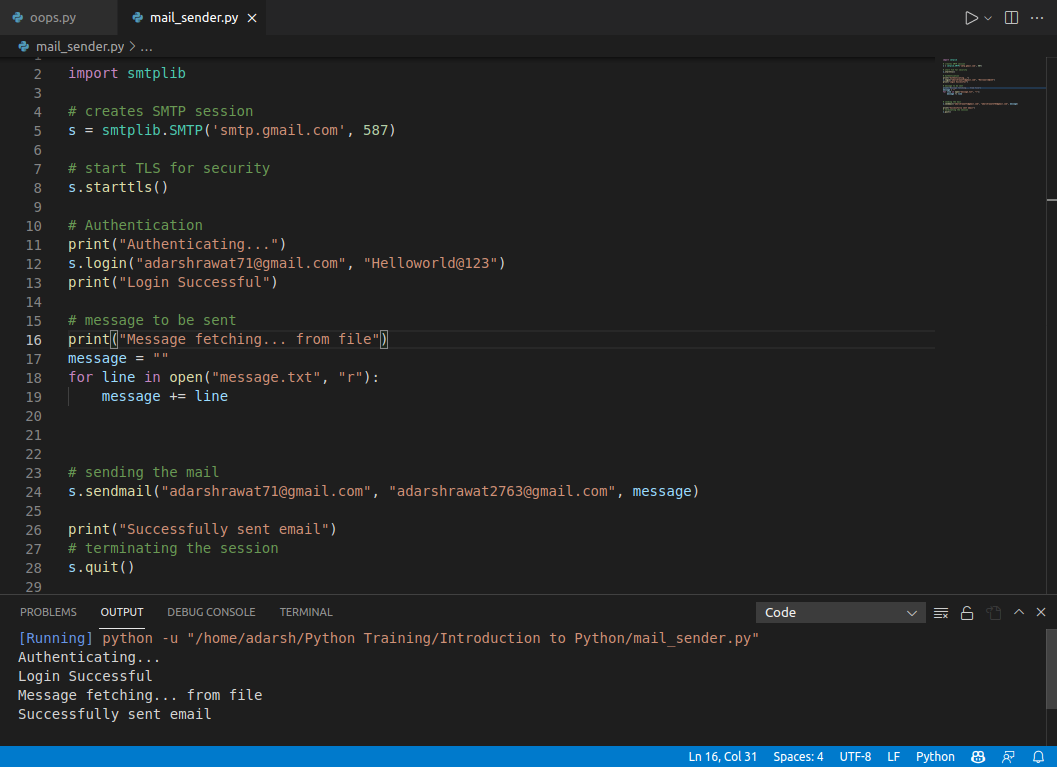 oops.py
mail_sender.py
mail_sender.py > ...
1
2 import smtplib
3
4 # creates SMTP session
5 s = smtplib.SMTP('smtp.gmail.com', 587)
6
7 # start TLS for security
8 s.starttls()
9
10 # Authentication
11 print("Authenticating...")
12 s.login("adarshrawat71@gmail.com", "Helloworld@123")
13 print("Login Successful")
14
15 # message to be sent
16 print("Message fetching... from file")
17 message = ""
18 for line in open("message.txt", "r"):
19     message += line
20
21
22
23 # sending the mail
24 s.sendmail("adarshrawat71@gmail.com", "adarshrawat2763@gmail.com", message)
25
26 print("Successfully sent email")
27 # terminating the session
28 s.quit()
29
PROBLEMS OUTPUT DEBUG CONSOLE TERMINAL Code
[Running] python -u "/home/adarsh/Python Training/Introduction to Python/mail_sender.py"
Authenticating...
Login Successful
Message fetching... from file
Successfully sent email
Ln 16, Col 31 Spaces: 4 UTF-8 LF Python